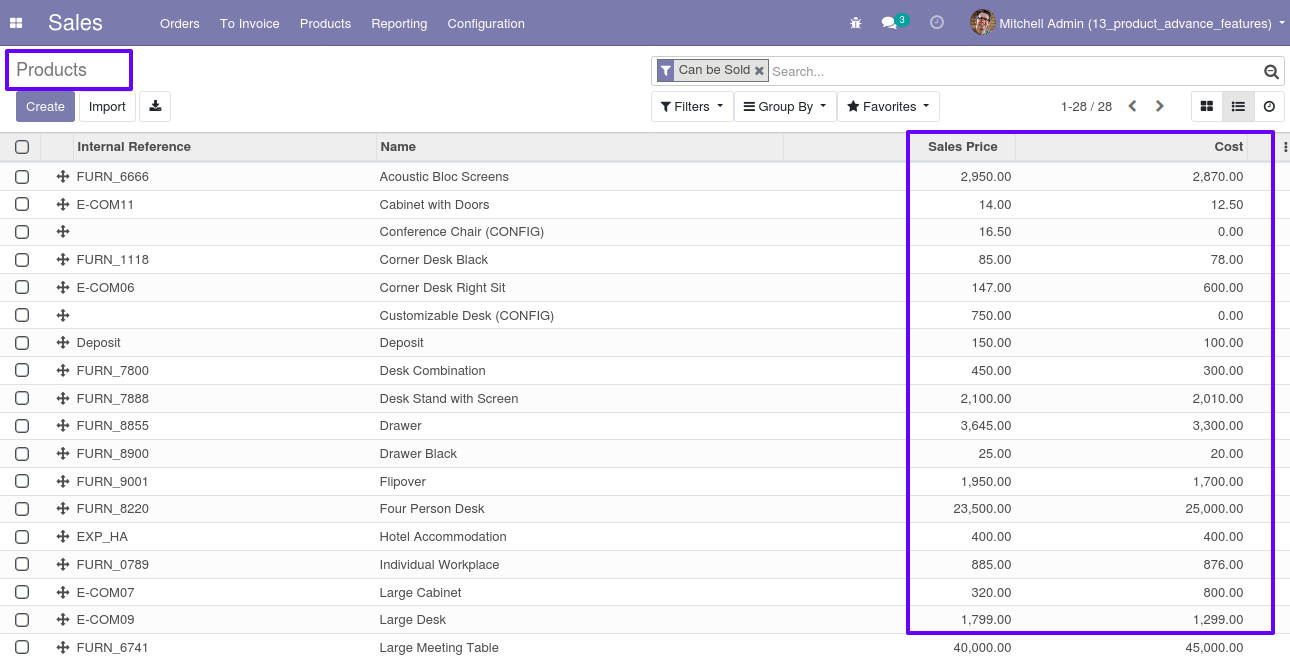 Sales Orders To Invoice Products Reporting Configuration 3 Mitchell Admin (13_product_advance_features)
Products Can be Sold Search...
Create Import Filters Group By Favorites 1-28 / 28
Internal Reference Name Sales Price Cost
FURN_6666 Acoustic Bloc Screens 2,950.00 2,870.00
E-COM11 Cabinet with Doors 14.00 12.50
Conference Chair (CONFIG) 16.50 0.00
FURN_1118 Corner Desk Black 85.00 78.00
E-COM06 Corner Desk Right Sit 147.00 600.00
Customizable Desk (CONFIG) 750.00 0.00
Deposit Deposit 150.00 100.00
FURN_7800 Desk Combination 450.00 300.00
FURN_7888 Desk Stand with Screen 2,100.00 2,010.00
FURN_8855 Drawer 3,645.00 3,300.00
FURN_8900 Drawer Black 25.00 20.00
FURN_9001 Flipover 1,950.00 1,700.00
FURN_8220 Four Person Desk 23,500.00 25,000.00
EXP_HA Hotel Accommodation 400.00 400.00
FURN_0789 Individual Workplace 885.00 876.00
E-COM07 Large Cabinet 320.00 800.00
E-COM09 Large Desk 1,799.00 1,299.00
FURN_6741 Large Meeting Table 40,000.00 45,000.00